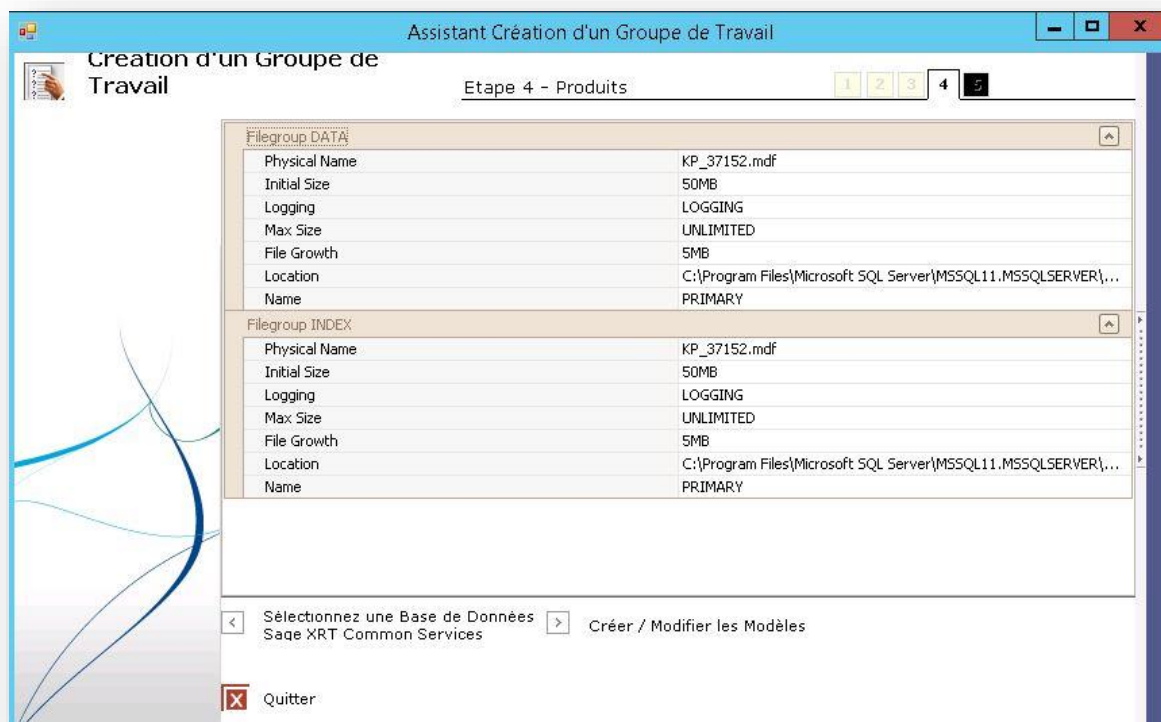 Assistant Création d'un Groupe de Travail
Création d'un Groupe de
Travail
Etape 4 - Produits
1 2 3 4 5
Filegroup DATA
Physical Name KP_37152.mdf
Initial Size 50MB
Logging LOGGING
Max Size UNLIMITED
File Growth 5MB
Location C:\Program Files\Microsoft SQL Server\MSSQL11.MSSQLSERVER\...
Name PRIMARY
Filegroup INDEX
Physical Name KP_37152.mdf
Initial Size 50MB
Logging LOGGING
Max Size UNLIMITED
File Growth 5MB
Location C:\Program Files\Microsoft SQL Server\MSSQL11.MSSQLSERVER\...
Name PRIMARY
Sélectionnez une Base de Données
Sage XRT Common Services
Créer / Modifier les Modèles
Quitter